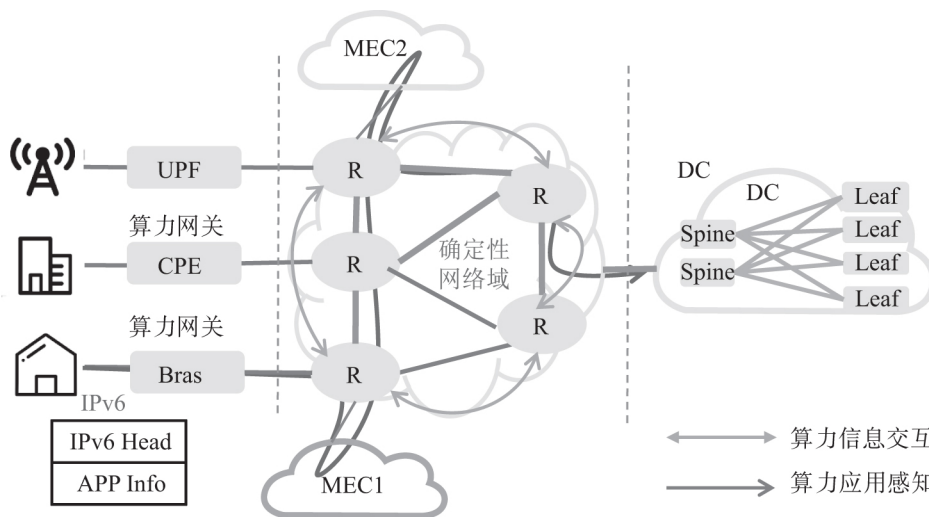 MEC2
R
UPF
算力网关
CPE
R
算力网关
Bras
R
R
R
确定性
网络域
DC
DC
Spine
Spine
Leaf
Leaf
Leaf
Leaf
IPv6
IPv6 Head
APP Info
MEC1
算力信息交互
算力应用感知